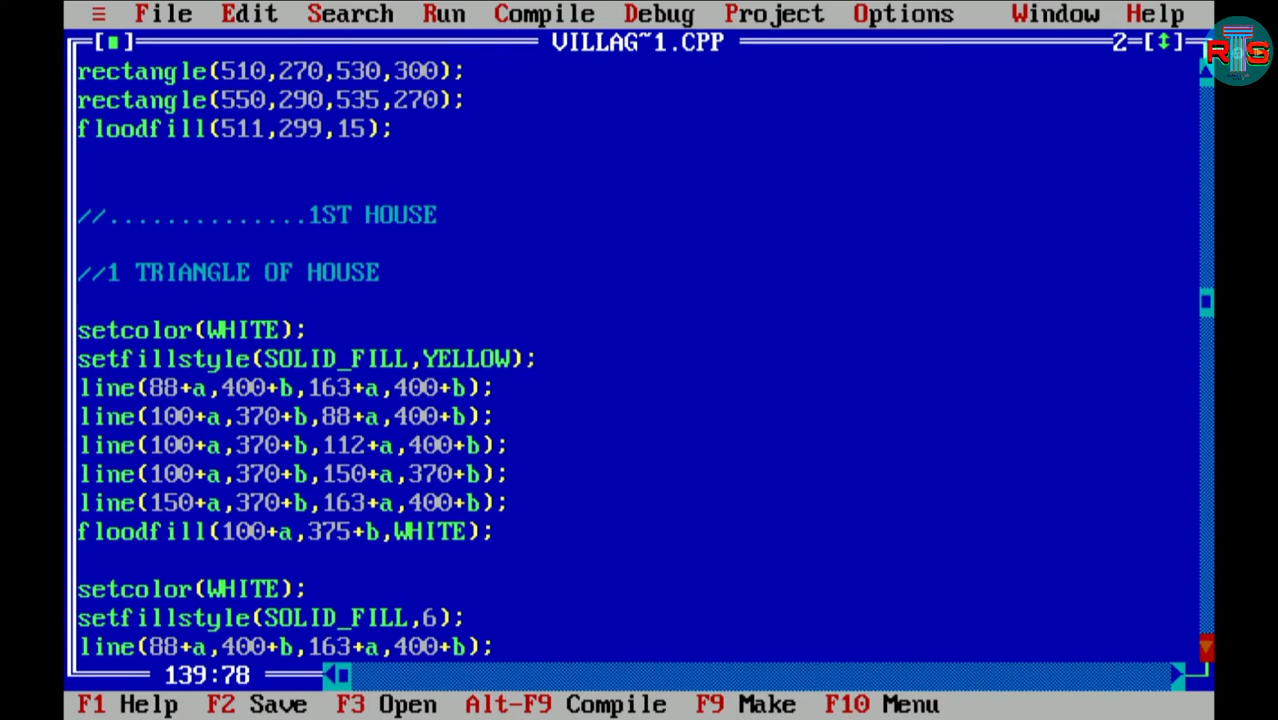 ≡ File Edit Search Run Compile Debug Project Options Window Help
[■] VILLAG~1.CPP 2=[↕]
rectangle(510,270,530,300);
rectangle(550,290,535,270);
floodfill(511,299,15);
//..............1ST HOUSE
//1 TRIANGLE OF HOUSE
setcolor(WHITE);
setfillstyle(SOLID_FILL,YELLOW);
line(88+a,400+b,163+a,400+b);
line(100+a,370+b,88+a,400+b);
line(100+a,370+b,112+a,400+b);
line(100+a,370+b,150+a,370+b);
line(150+a,370+b,163+a,400+b);
floodfill(100+a,375+b,WHITE);
setcolor(WHITE);
setfillstyle(SOLID_FILL,6);
line(88+a,400+b,163+a,400+b);
139:78
F1 Help F2 Save F3 Open Alt-F9 Compile F9 Make F10 Menu